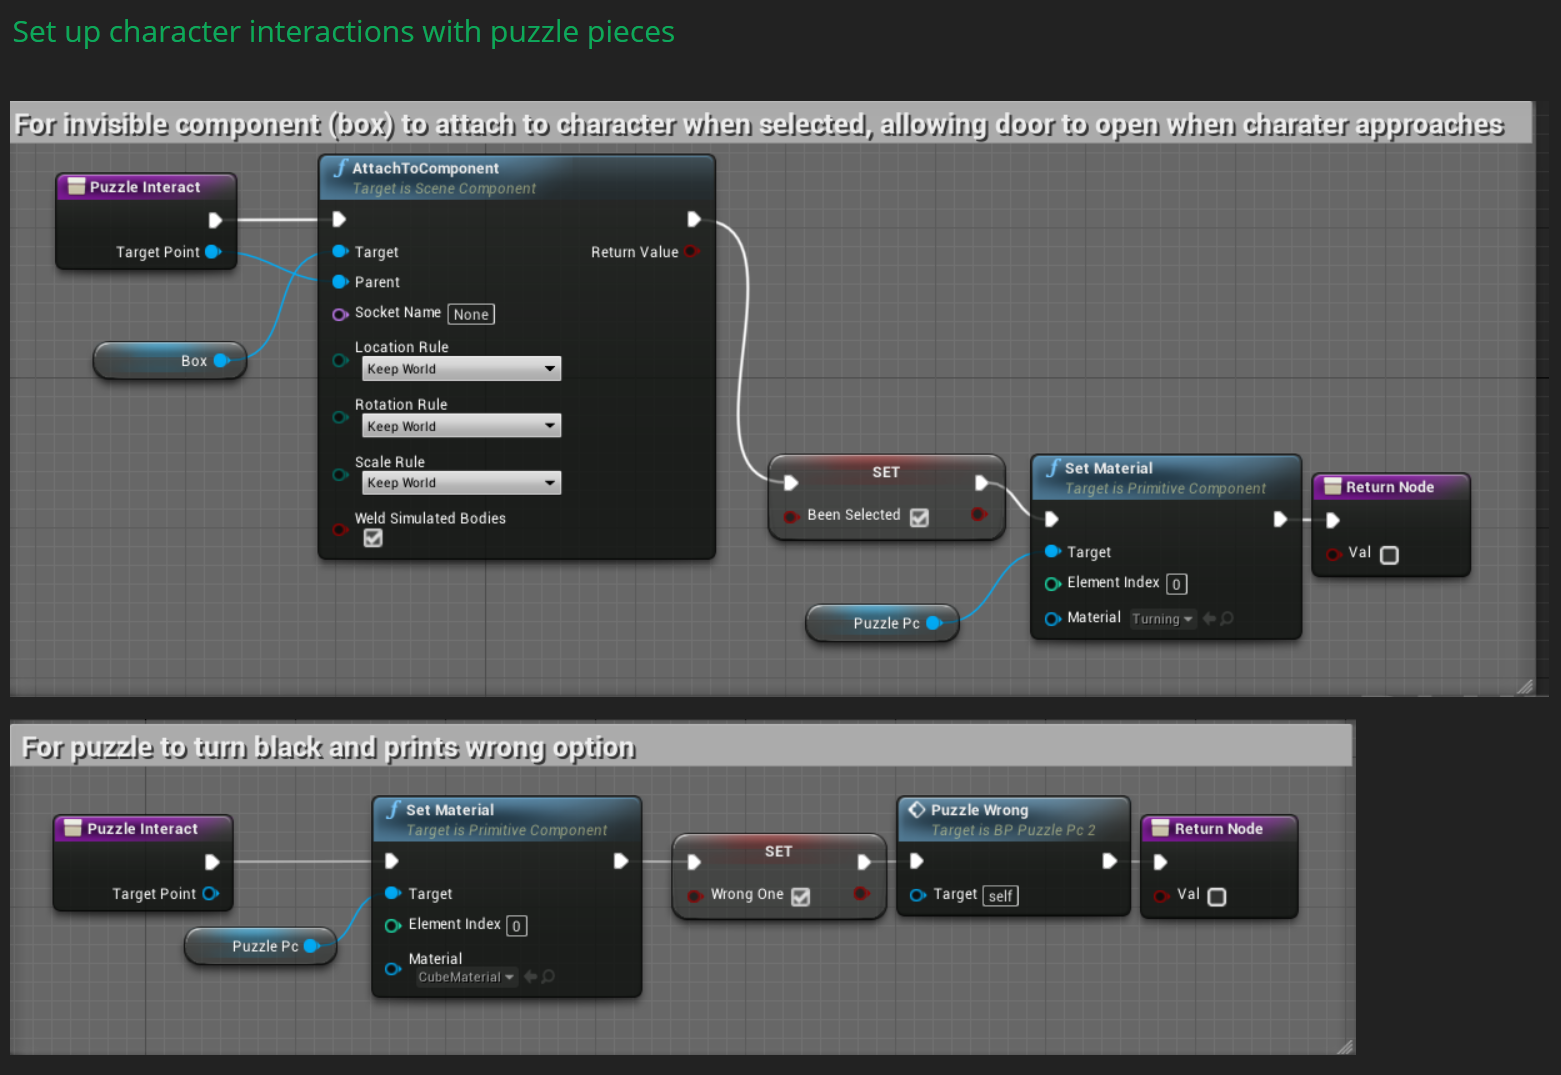 Set up character interactions with puzzle pieces
For invisible component (box) to attach to character when selected, allowing door to open when charater approaches
Puzzle Interact
Target Point
Box
AttachToComponent
Target is Scene Component
Target
Return Value
Parent
Socket Name None
Location Rule
Keep World
Rotation Rule
Keep World
Scale Rule
Keep World
Weld Simulated Bodies
SET
Been Selected
Puzzle Pc
Set Material
Target is Primitive Component
Target
Element Index 0
Material Turning
Return Node
Val
For puzzle to turn black and prints wrong option
Puzzle Interact
Target Point
Puzzle Pc
Set Material
Target is Primitive Component
Target
Element Index 0
Material
CubeMaterial
SET
Wrong One
Puzzle Wrong
Target is BP Puzzle Pc 2
Target self
Return Node
Val